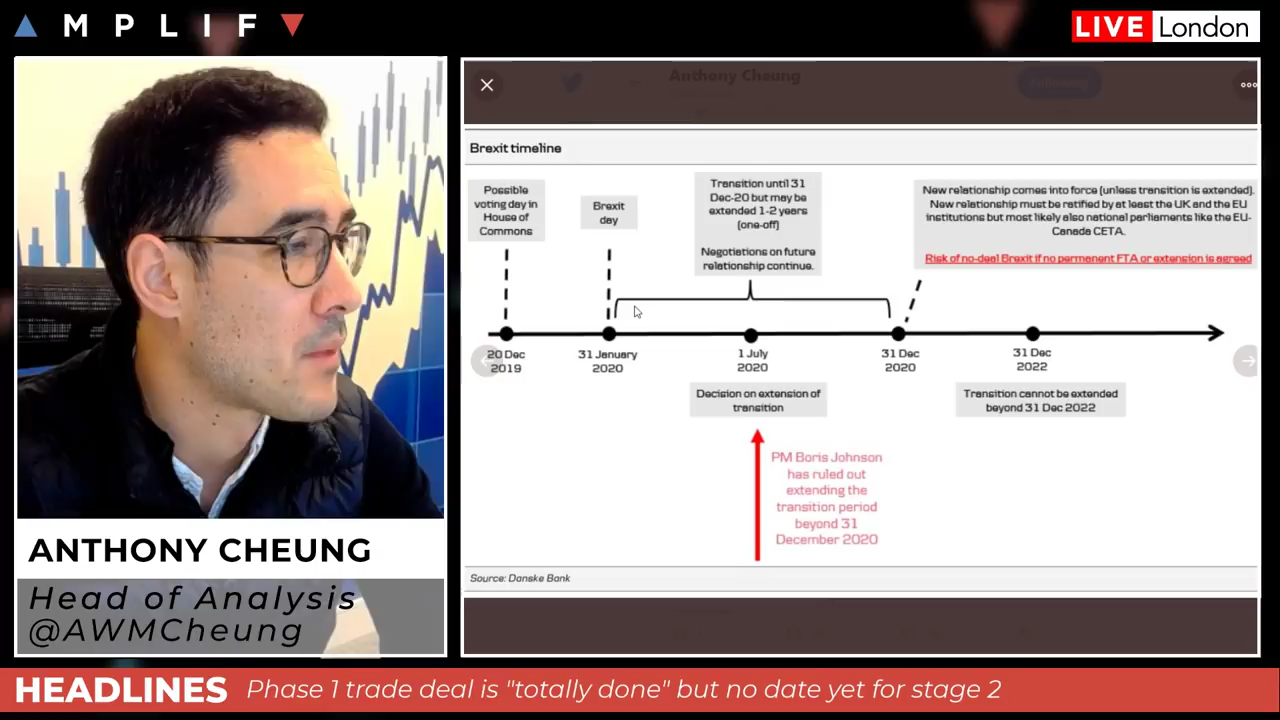 AMPLIFY
LIVE London
Anthony Cheung
Following
Brexit timeline
Possible
voting day in
House of
Commons
Brexit
day
Transition until 31
Dec-20 but may be
extended 1-2 years
(one-off)
Negotiations on future
relationship continue.
New relationship comes into force (unless transition is extended).
New relationship must be ratified by at least the UK and the EU
institutions but most likely also national parliaments like the EU-
Canada CETA.
Risk of no-deal Brexit if no permanent FTA or extension is agreed
20 Dec
2019
31 January
2020
1 July
2020
31 Dec
2020
31 Dec
2022
Decision on extension of
transition
Transition cannot be extended
beyond 31 Dec 2022
PM Boris Johnson
has ruled out
extending the
transition period
beyond 31
December 2020
Source: Danske Bank
ANTHONY CHEUNG
Head of Analysis
@AWMCheung
HEADLINES Phase 1 trade deal is "totally done" but no date yet for stage 2